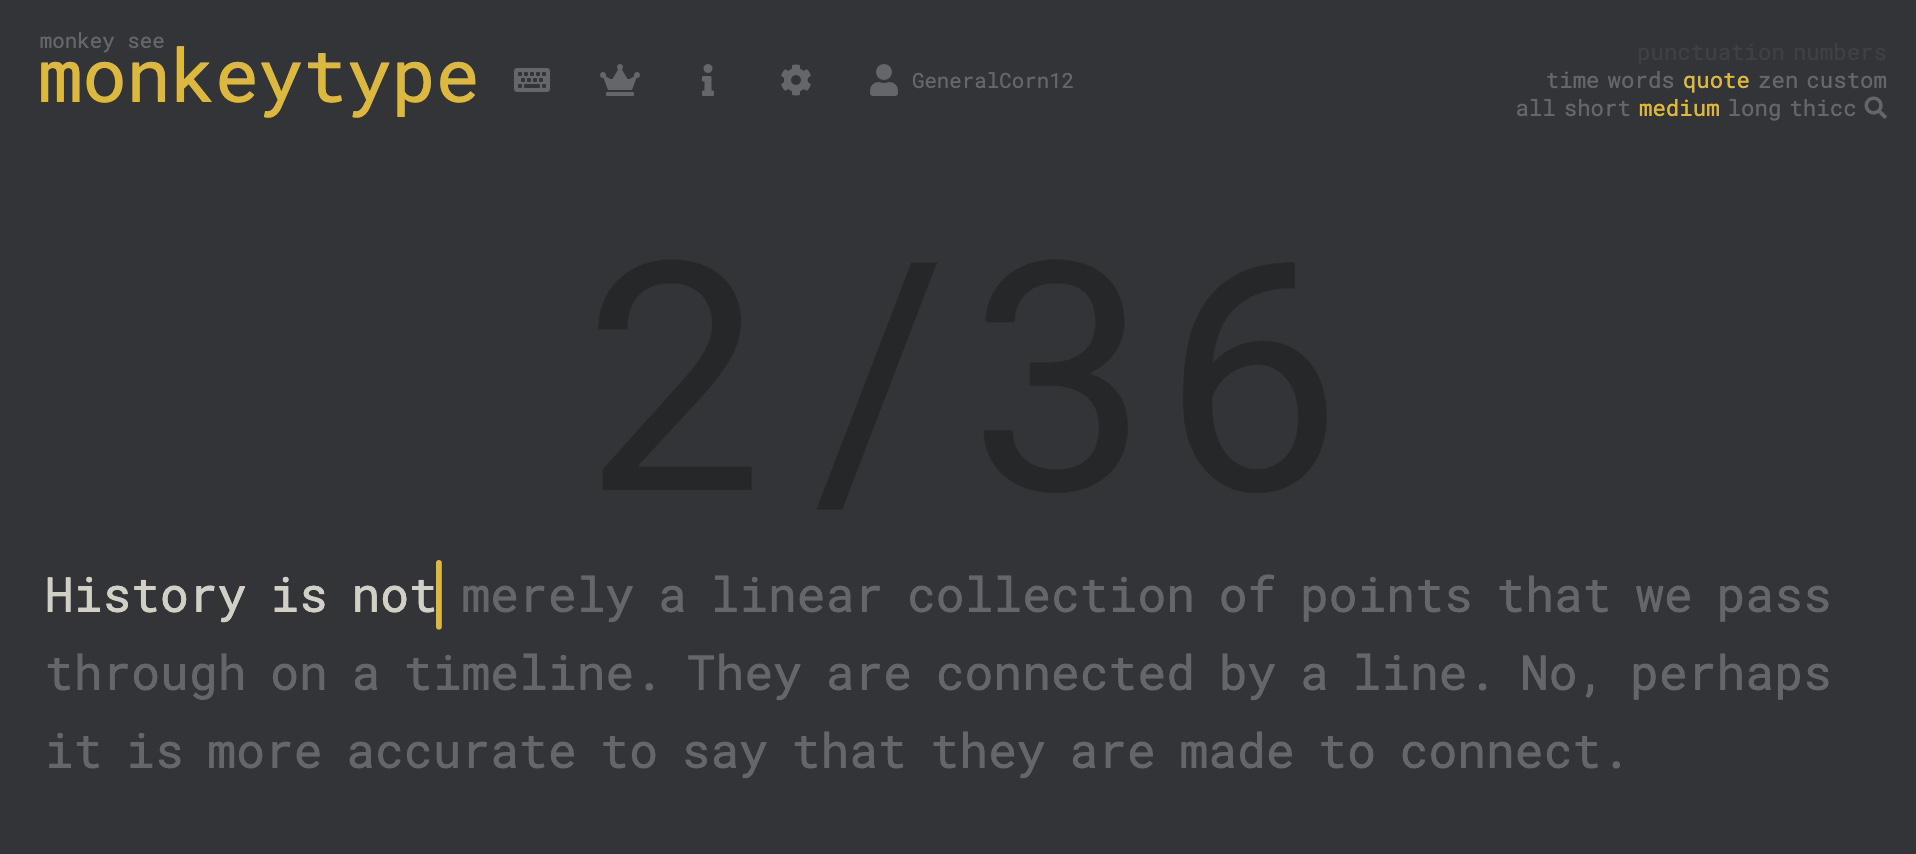 monkey see
monkeytype
GeneralCorn12
punctuation numbers
time words quote zen custom
all short medium long thicc
2/36
History is not merely a linear collection of points that we pass
through on a timeline. They are connected by a line. No, perhaps
it is more accurate to say that they are made to connect.